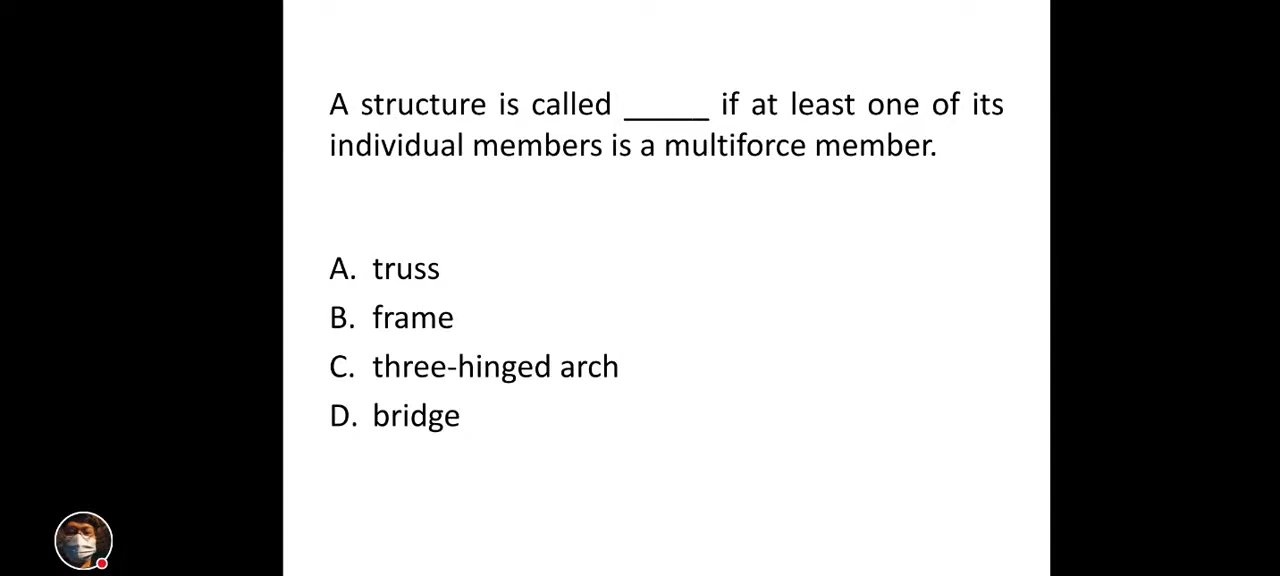 A structure is called _____ if at least one of its
individual members is a multiforce member.
A. truss
B. frame
C. three-hinged arch
D. bridge